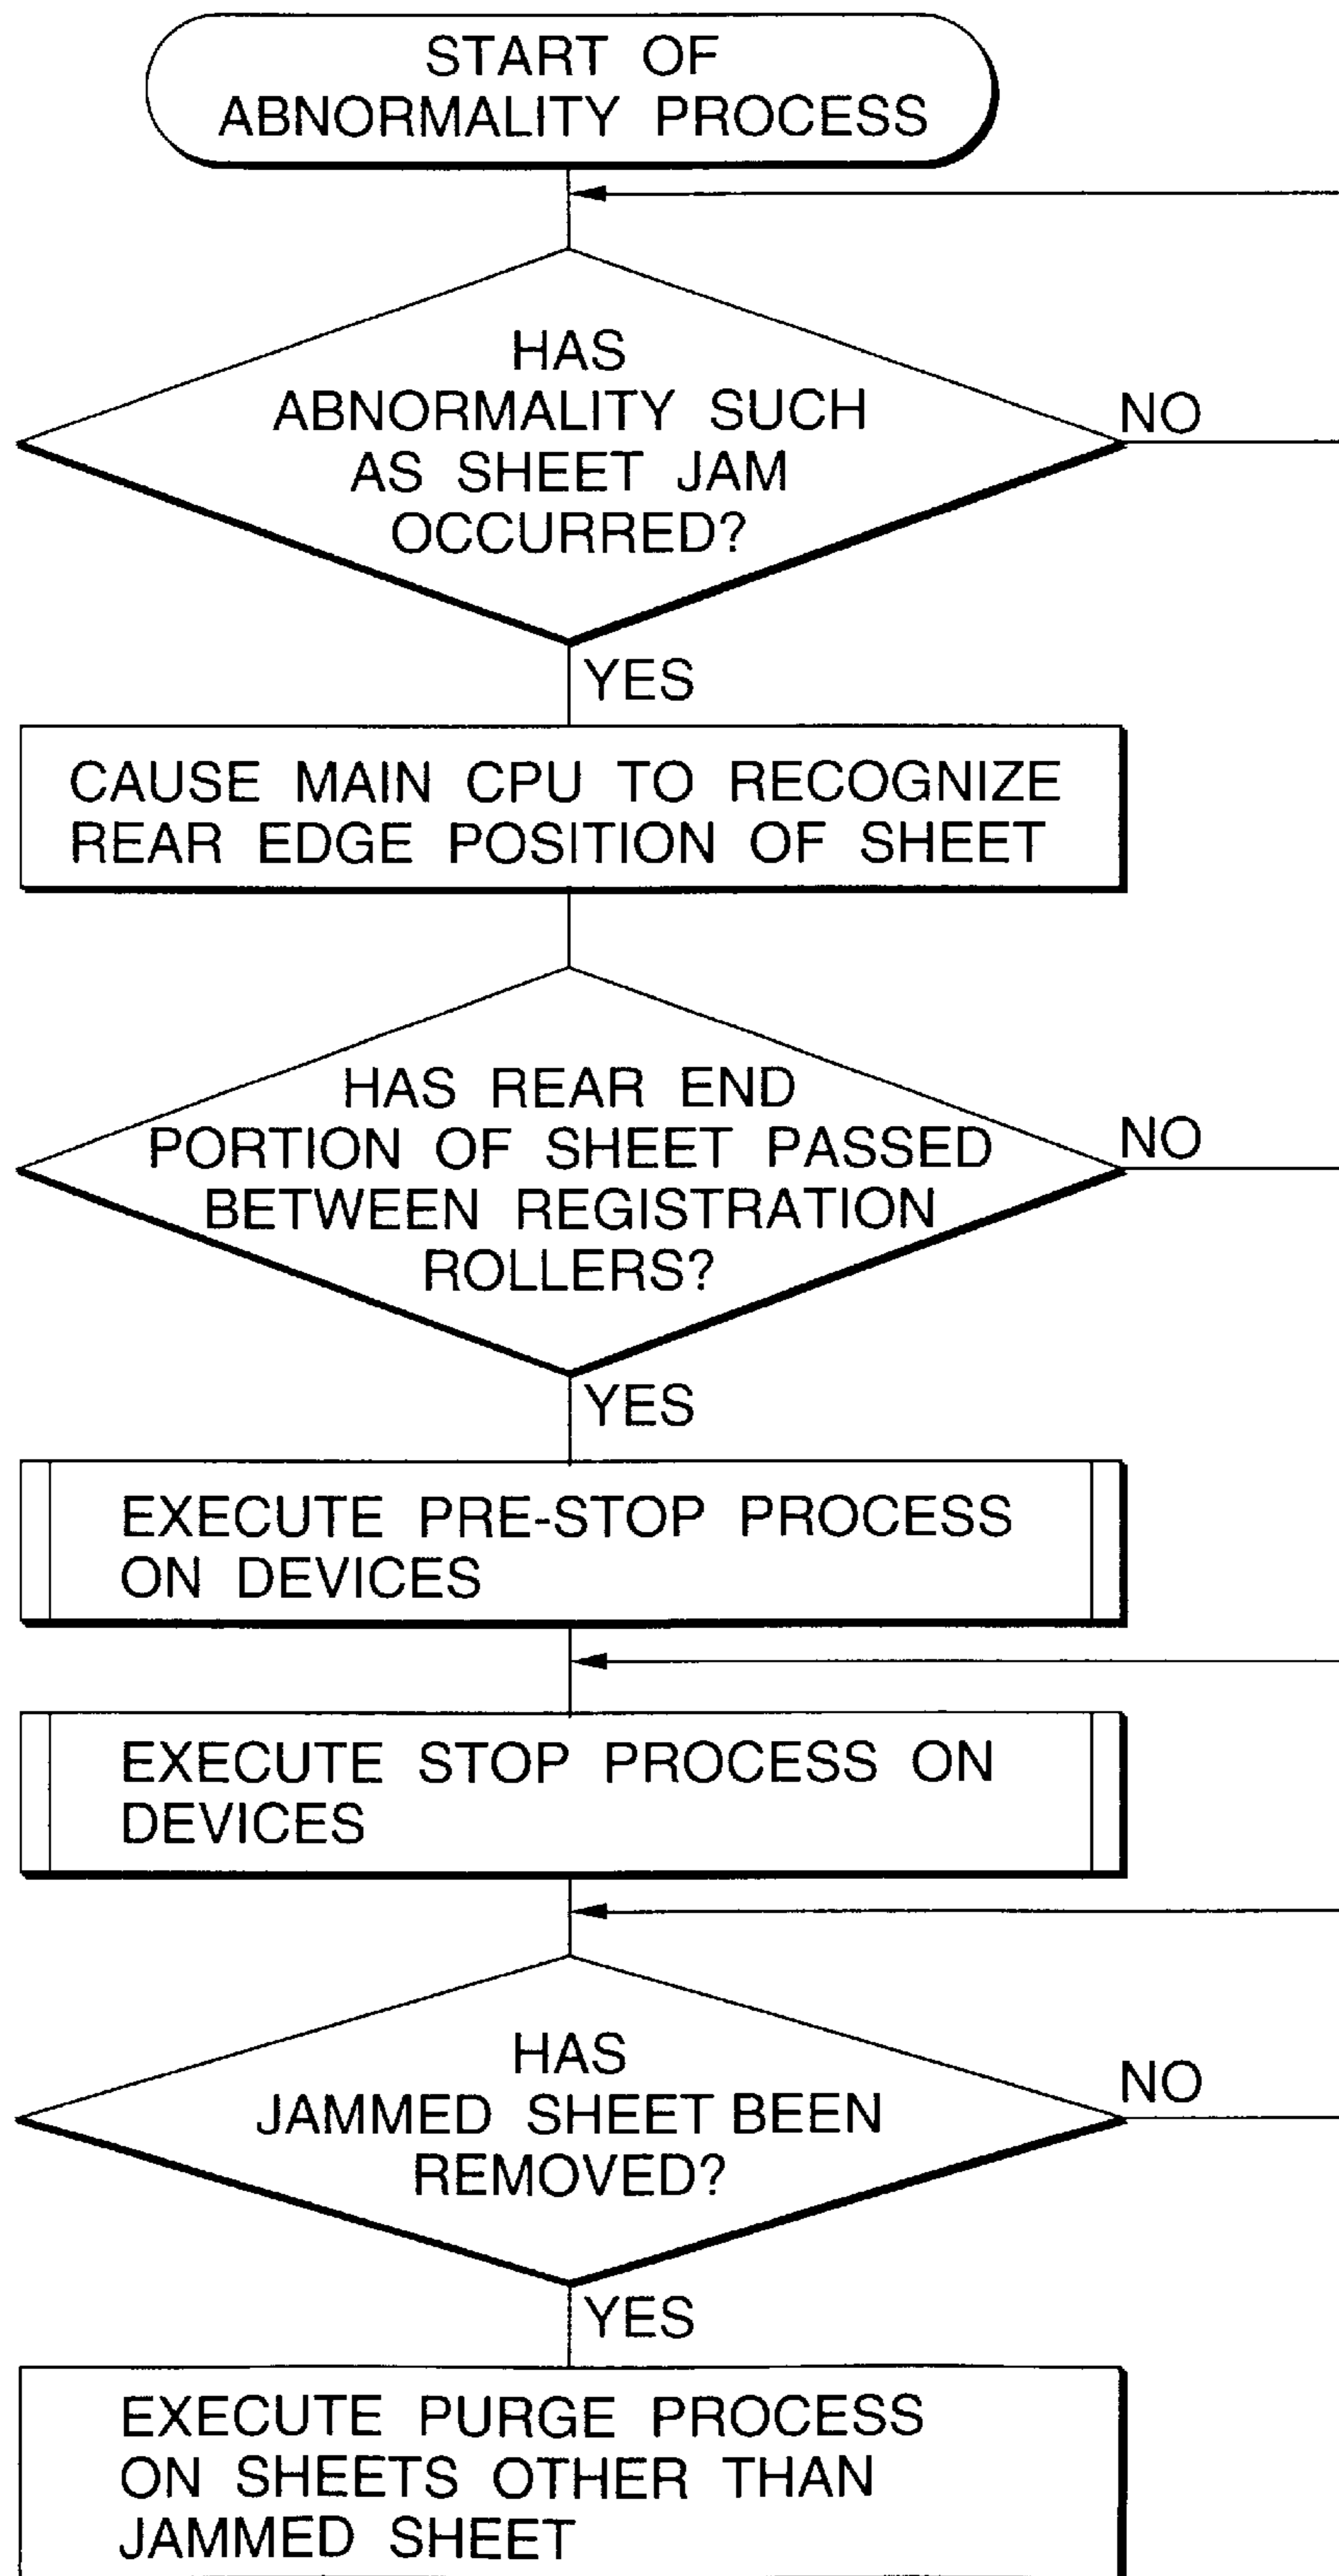 START OF
ABNORMALITY PROCESS
HAS
ABNORMALITY SUCH
AS SHEET JAM
OCCURRED?
NO
YES
CAUSE MAIN CPU TO RECOGNIZE
REAR EDGE POSITION OF SHEET
HAS REAR END
PORTION OF SHEET PASSED
BETWEEN REGISTRATION
ROLLERS?
NO
YES
EXECUTE PRE-STOP PROCESS
ON DEVICES
EXECUTE STOP PROCESS ON
DEVICES
HAS
JAMMED SHEET BEEN
REMOVED?
NO
YES
EXECUTE PURGE PROCESS
ON SHEETS OTHER THAN
JAMMED SHEET